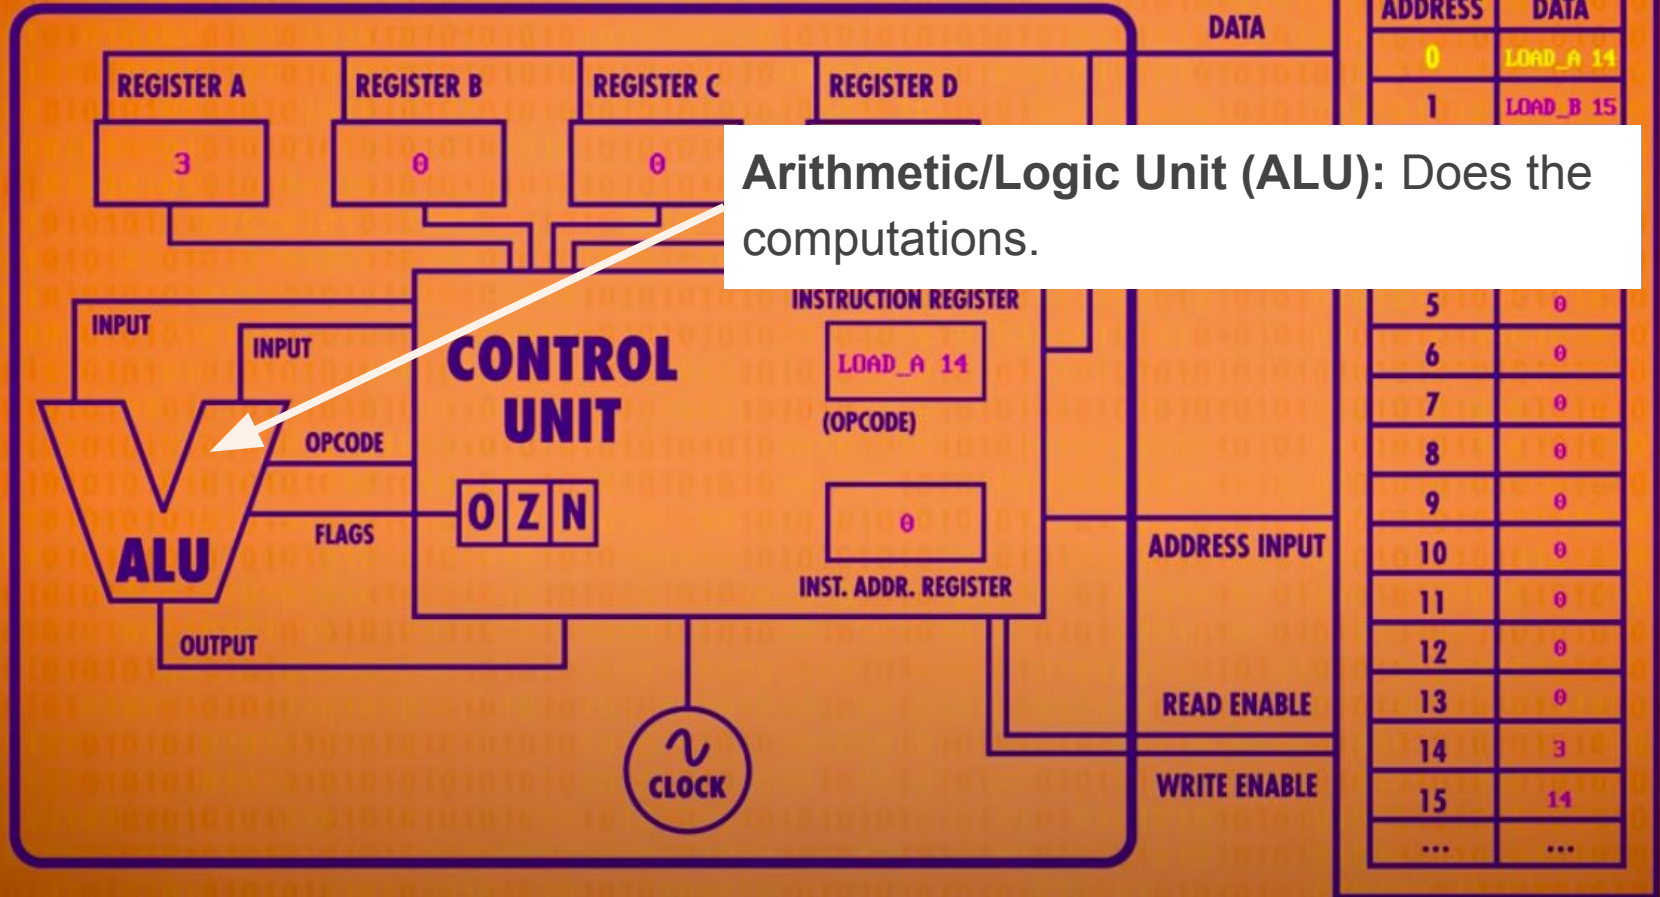 DATA
ADDRESS DATA
0 LOAD_A 14
1 LOAD_B 15
REGISTER A
REGISTER B
REGISTER C
REGISTER D
3
0
0
Arithmetic/Logic Unit (ALU): Does the
computations.
INPUT
INPUT
CONTROL
UNIT
INSTRUCTION REGISTER
LOAD_A 14
(OPCODE)
OPCODE
O Z N
FLAGS
ALU
0
INST. ADDR. REGISTER
OUTPUT
CLOCK
ADDRESS INPUT
READ ENABLE
WRITE ENABLE
5 0
6 0
7 0
8 0
9 0
10 0
11 0
12 0
13 0
14 3
15 14
... ...